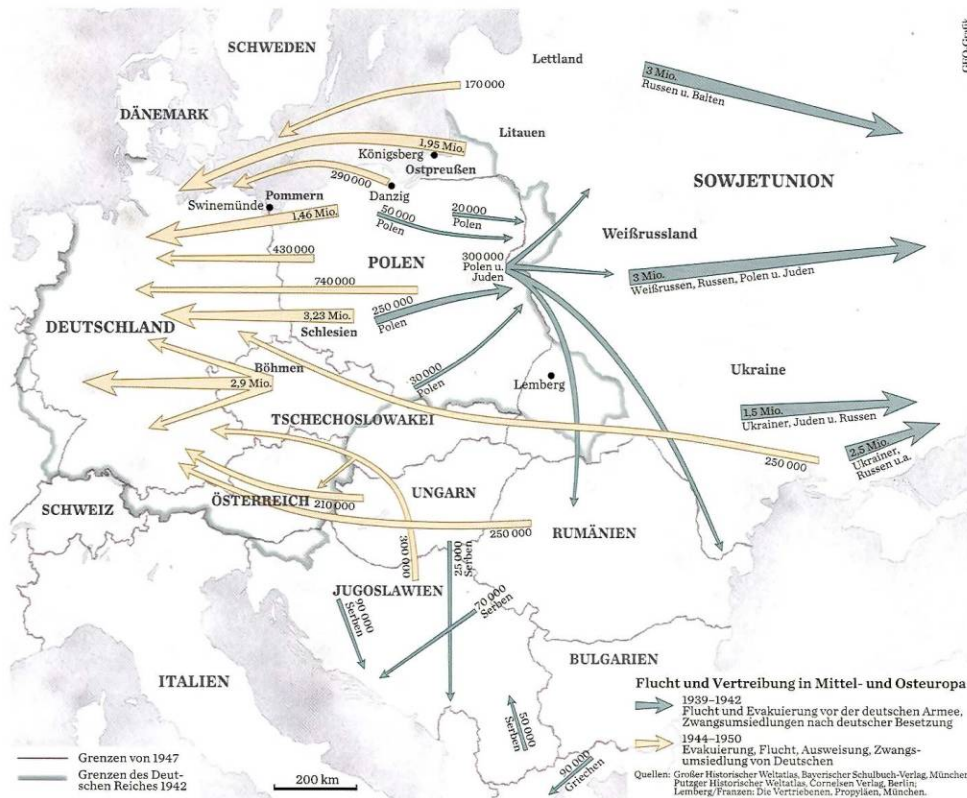 GEO-Grafik
SCHWEDEN
Lettland
3 Mio.
Russen u. Balten
170 000
DÄNEMARK
Litauen
1,95 Mio.
Königsberg
Ostpreußen
290 000
Danzig
SOWJETUNION
Pommern
Swinemünde
1,46 Mio.
50 000
Polen
20 000
Polen
Weißrussland
430 000
POLEN
300 000
Polen u.
Juden
3 Mio.
Weißrussen, Russen, Polen u. Juden
740 000
250 000
Polen
3,23 Mio.
Schlesien
DEUTSCHLAND
Böhmen
2,9 Mio.
30 000
Polen
Lemberg
Ukraine
TSCHECHOSLOWAKEI
1,5 Mio.
Ukrainer, Juden u. Russen
2,5 Mio.
Ukrainer,
Russen u.a.
250 000
SCHWEIZ
ÖSTERREICH
210 000
UNGARN
250 000
RUMÄNIEN
300 000
25 000
Serben
JUGOSLAWIEN
90 000
Serben
70 000
Serben
ITALIEN
BULGARIEN
50 000
Serben
90 000
Griechen
Flucht und Vertreibung in Mittel- und Osteuropa
1939–1942
Flucht und Evakuierung vor der deutschen Armee,
Zwangsumsiedlungen nach deutscher Besetzung
1944–1950
Evakuierung, Flucht, Ausweisung, Zwangs-
umsiedlung von Deutschen
Quellen: Großer Historischer Weltatlas, Bayerischer Schulbuch-Verlag, München;
Putzger Historischer Weltatlas, Cornelsen Verlag, Berlin;
Lemberg/Franzen: Die Vertriebenen, Propyläen, München.
Grenzen von 1947
Grenzen des Deut-
schen Reiches 1942
200 km